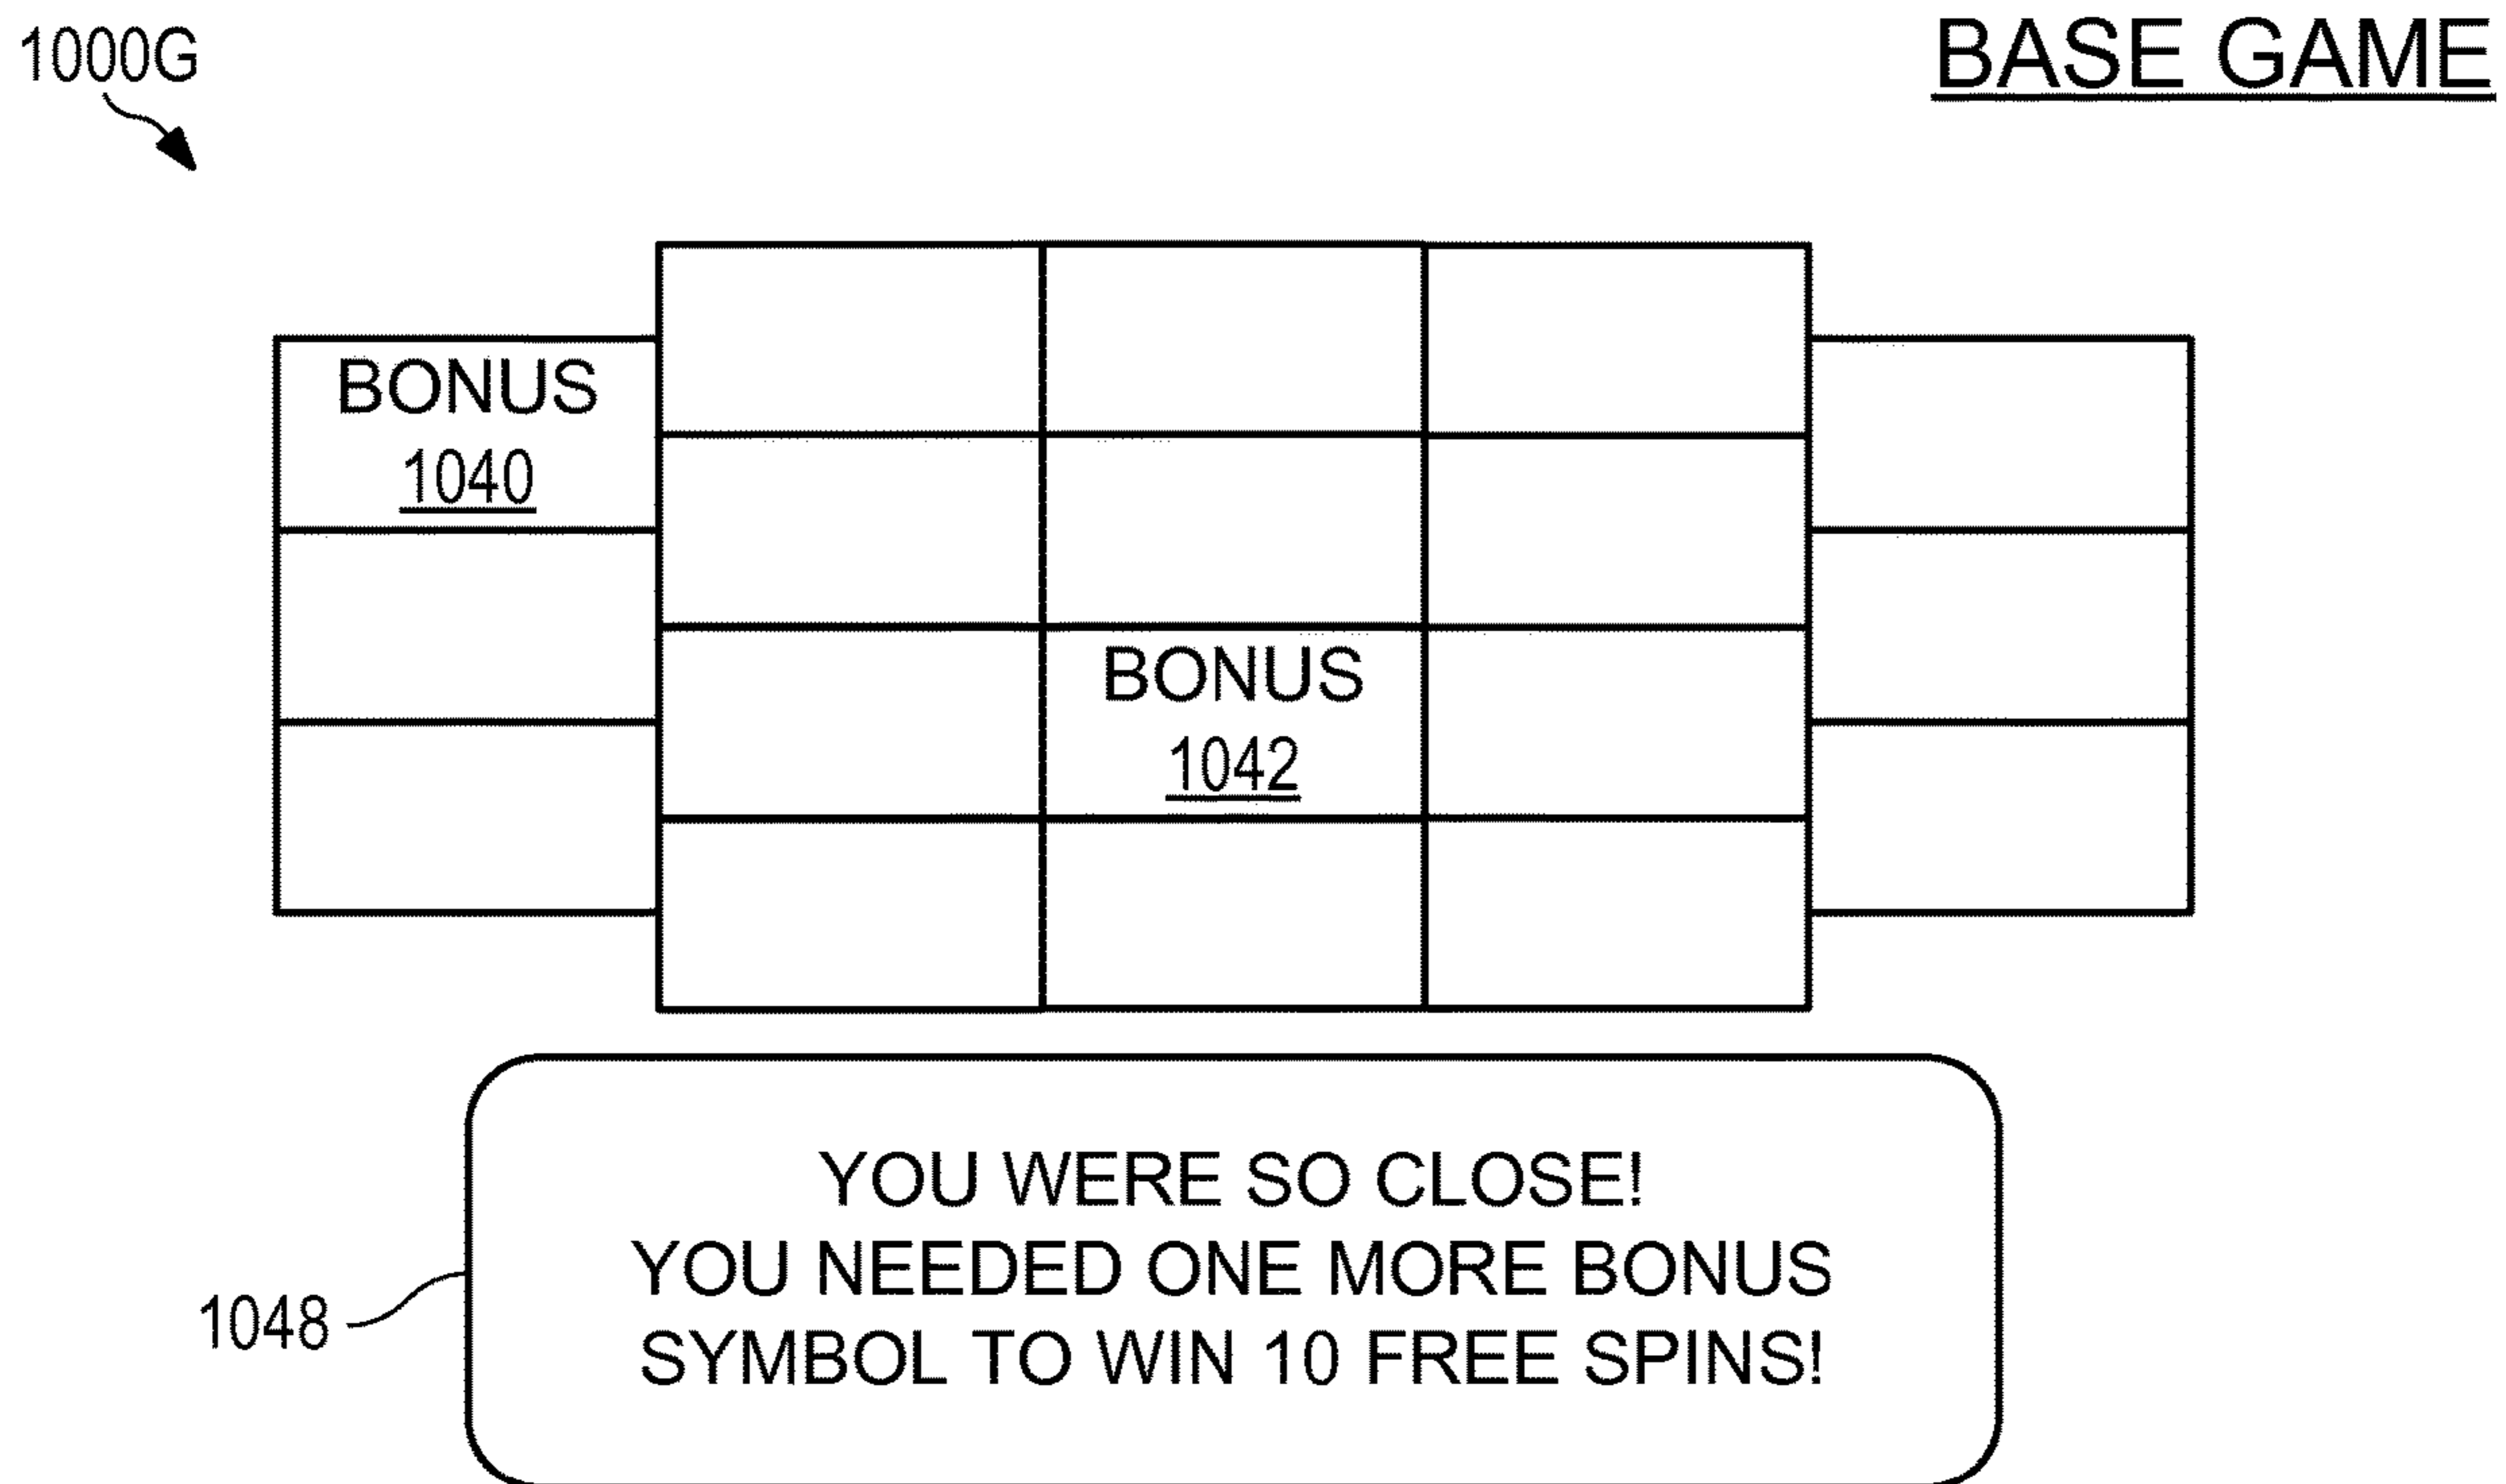 1000G
BASE GAME
BONUS
1040
BONUS
1042
YOU WERE SO CLOSE!
YOU NEEDED ONE MORE BONUS
SYMBOL TO WIN 10 FREE SPINS!
1048